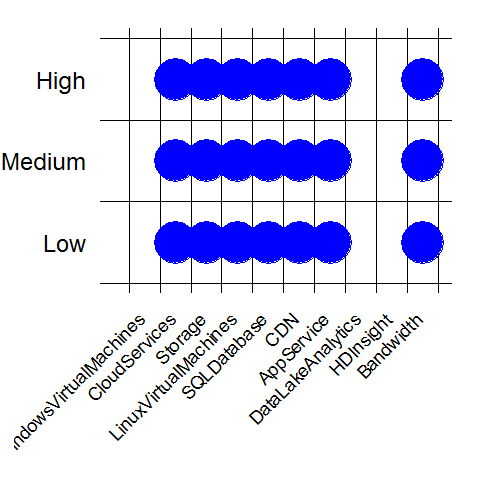 High
Medium
Low
ndowsVirtualMachines
CloudServices
Storage
LinuxVirtualMachines
SQLDatabase
CDN
AppService
DataLakeAnalytics
HDInsight
Bandwidth